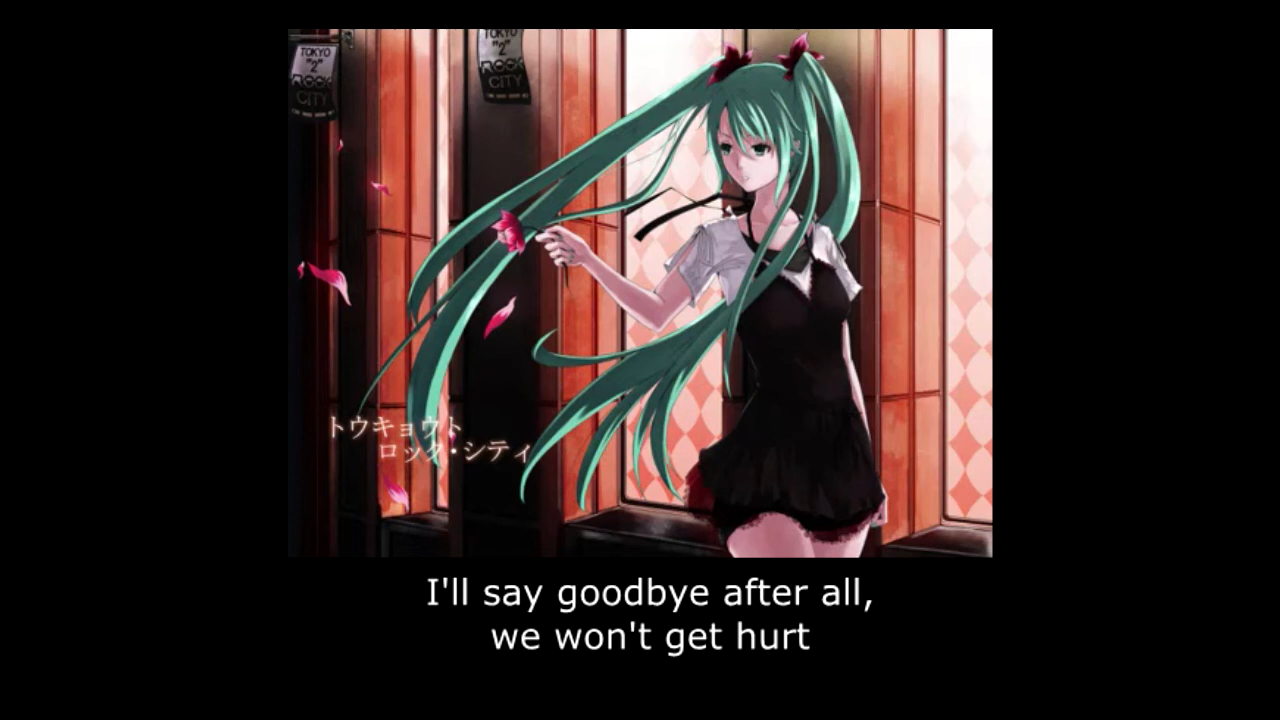 TOKYO
"2"
ROCK
CITY
TOKYO
"2"
ROCK
CITY
トウキョウト
ロック・シティ
I'll say goodbye after all,
we won't get hurt